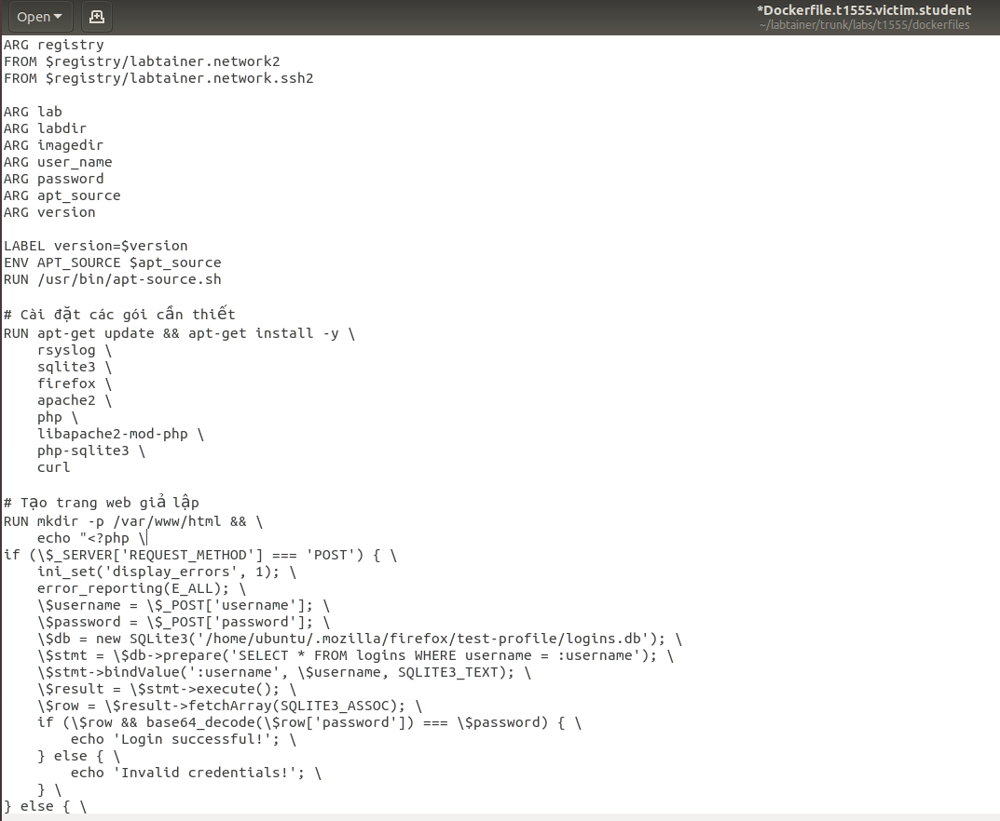 Open
*Dockerfile.t1555.victim.student
~/labtainer/trunk/labs/t1555/dockerfiles
ARG registry
FROM $registry/labtainer.network2
FROM $registry/labtainer.network.ssh2

ARG lab
ARG labdir
ARG imagedir
ARG user_name
ARG password
ARG apt_source
ARG version

LABEL version=$version
ENV APT_SOURCE $apt_source
RUN /usr/bin/apt-source.sh

# Cài đặt các gói cần thiết
RUN apt-get update && apt-get install -y \
    rsyslog \
    sqlite3 \
    firefox \
    apache2 \
    php \
    libapache2-mod-php \
    php-sqlite3 \
    curl

# Tạo trang web giả lập
RUN mkdir -p /var/www/html && \
    echo "<?php \
if (\$_SERVER['REQUEST_METHOD'] === 'POST') { \
    ini_set('display_errors', 1); \
    error_reporting(E_ALL); \
    \$username = \$_POST['username']; \
    \$password = \$_POST['password']; \
    \$db = new SQLite3('/home/ubuntu/.mozilla/firefox/test-profile/logins.db'); \
    \$stmt = \$db->prepare('SELECT * FROM logins WHERE username = :username'); \
    \$stmt->bindValue(':username', \$username, SQLITE3_TEXT); \
    \$result = \$stmt->execute(); \
    \$row = \$result->fetchArray(SQLITE3_ASSOC); \
    if (\$row && base64_decode(\$row['password']) === \$password) { \
        echo 'Login successful!'; \
    } else { \
        echo 'Invalid credentials!'; \
    } \
} else { \